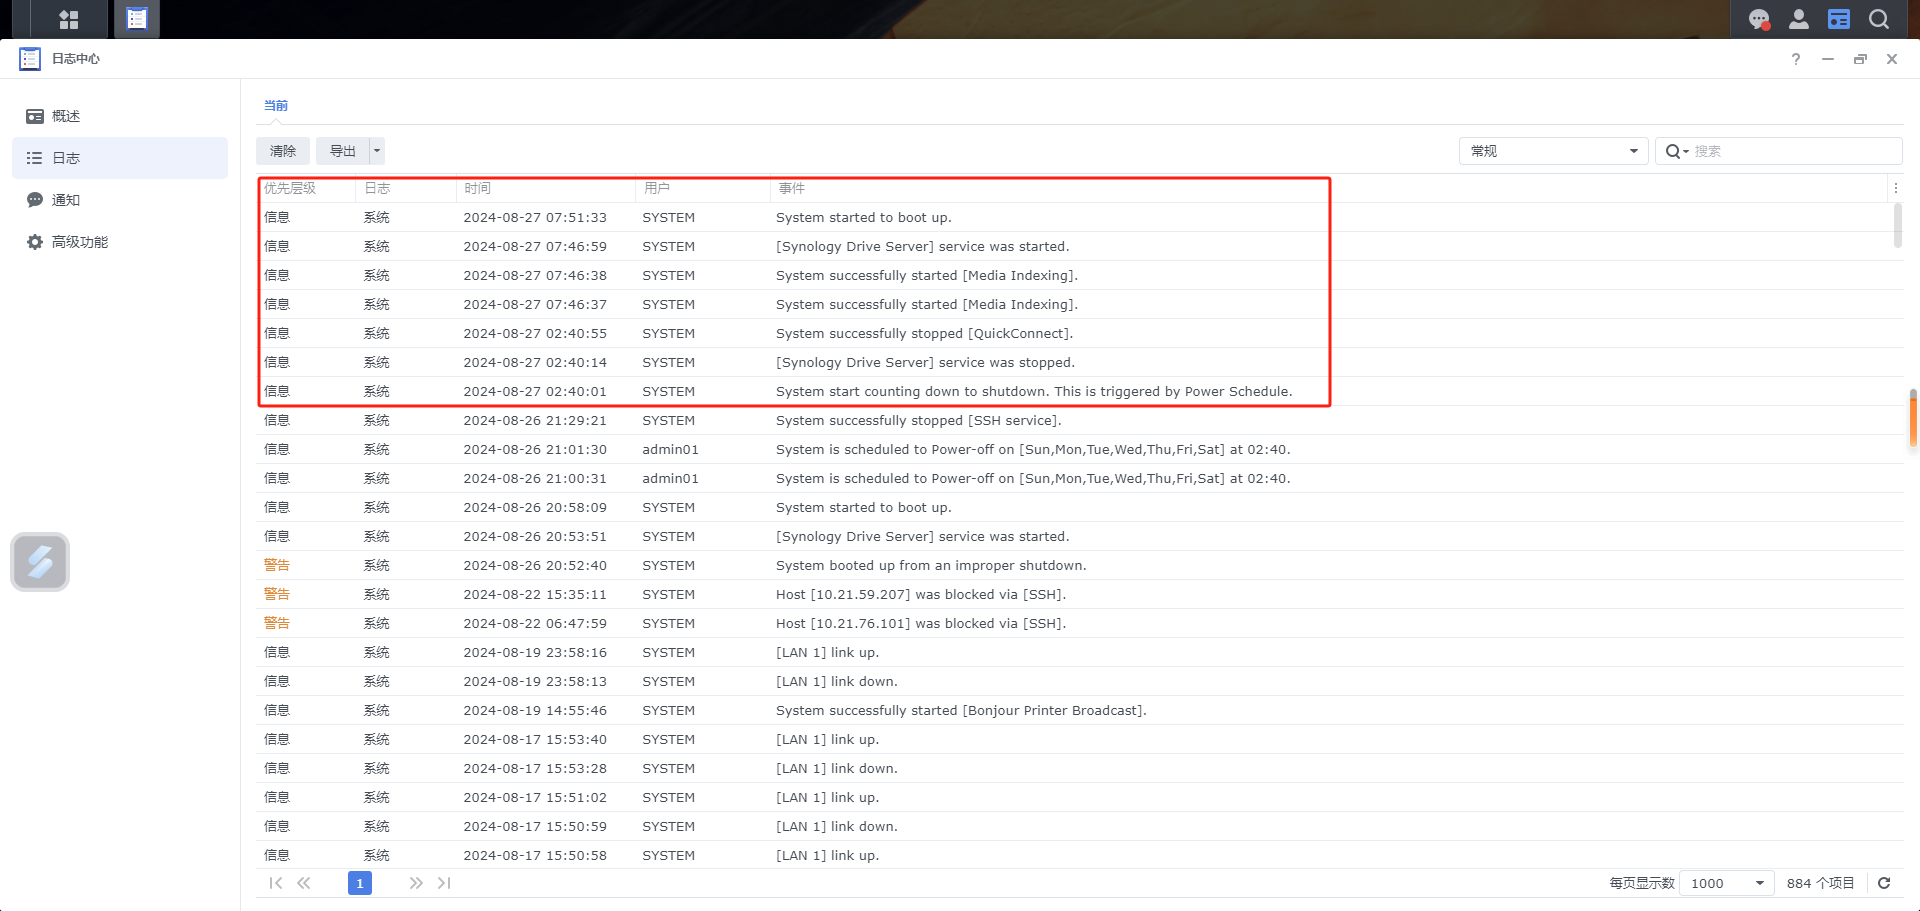 日志中心
?
概述
日志
通知
高级功能
当前
清除 导出 常规 搜索
优先层级 日志 时间 用户 事件
信息 系统 2024-08-27 07:51:33 SYSTEM System started to boot up.
信息 系统 2024-08-27 07:46:59 SYSTEM [Synology Drive Server] service was started.
信息 系统 2024-08-27 07:46:38 SYSTEM System successfully started [Media Indexing].
信息 系统 2024-08-27 07:46:37 SYSTEM System successfully started [Media Indexing].
信息 系统 2024-08-27 02:40:55 SYSTEM System successfully stopped [QuickConnect].
信息 系统 2024-08-27 02:40:14 SYSTEM [Synology Drive Server] service was stopped.
信息 系统 2024-08-27 02:40:01 SYSTEM System start counting down to shutdown. This is triggered by Power Schedule.
信息 系统 2024-08-26 21:29:21 SYSTEM System successfully stopped [SSH service].
信息 系统 2024-08-26 21:01:30 admin01 System is scheduled to Power-off on [Sun,Mon,Tue,Wed,Thu,Fri,Sat] at 02:40.
信息 系统 2024-08-26 21:00:31 admin01 System is scheduled to Power-off on [Sun,Mon,Tue,Wed,Thu,Fri,Sat] at 02:40.
信息 系统 2024-08-26 20:58:09 SYSTEM System started to boot up.
信息 系统 2024-08-26 20:53:51 SYSTEM [Synology Drive Server] service was started.
警告 系统 2024-08-26 20:52:40 SYSTEM System booted up from an improper shutdown.
警告 系统 2024-08-22 15:35:11 SYSTEM Host [10.21.59.207] was blocked via [SSH].
警告 系统 2024-08-22 06:47:59 SYSTEM Host [10.21.76.101] was blocked via [SSH].
信息 系统 2024-08-19 23:58:16 SYSTEM [LAN 1] link up.
信息 系统 2024-08-19 23:58:13 SYSTEM [LAN 1] link down.
信息 系统 2024-08-19 14:55:46 SYSTEM System successfully started [Bonjour Printer Broadcast].
信息 系统 2024-08-17 15:53:40 SYSTEM [LAN 1] link up.
信息 系统 2024-08-17 15:53:28 SYSTEM [LAN 1] link down.
信息 系统 2024-08-17 15:51:02 SYSTEM [LAN 1] link up.
信息 系统 2024-08-17 15:50:59 SYSTEM [LAN 1] link down.
信息 系统 2024-08-17 15:50:58 SYSTEM [LAN 1] link up.
1 每页显示数 1000 884 个项目